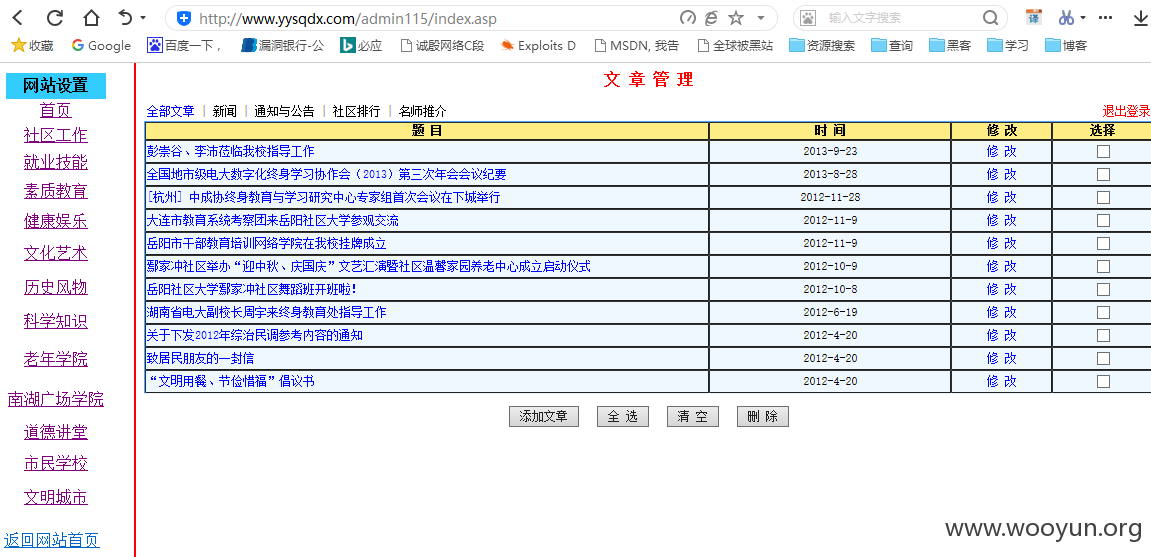 http://www.yysqdx.com/admin115/index.asp
输入文字搜索
译
收藏 Google 百度一下， 漏洞银行-公 必应 诚殷网络C段 Exploits D MSDN, 我告 全球被黑站 资源搜索 查询 黑客 学习 博客
网站设置
首页
社区工作
就业技能
素质教育
健康娱乐
文化艺术
历史风物
科学知识
老年学院
南湖广场学院
道德讲堂
市民学校
文明城市
返回网站首页
文 章 管 理
全部文章 | 新闻 | 通知与公告 | 社区排行 | 名师推介 退出登录
题 目 时 间 修 改 选择
彭崇谷、李沛莅临我校指导工作 2013-9-23 修 改
全国地市级电大数字化终身学习协作会（2013）第三次年会会议纪要 2013-8-28 修 改
[杭州] 中成协终身教育与学习研究中心专家组首次会议在下城举行 2012-11-28 修 改
大连市教育系统考察团来岳阳社区大学参观交流 2012-11-9 修 改
岳阳市干部教育培训网络学院在我校挂牌成立 2012-11-9 修 改
鄢家冲社区举办“迎中秋、庆国庆”文艺汇演暨社区温馨家园养老中心成立启动仪式 2012-10-9 修 改
岳阳社区大学鄢家冲社区舞蹈班开班啦! 2012-10-8 修 改
湖南省电大副校长周宇来终身教育处指导工作 2012-6-19 修 改
关于下发2012年综治民调参考内容的通知 2012-4-20 修 改
致居民朋友的一封信 2012-4-20 修 改
“文明用餐、节俭惜福”倡议书 2012-4-20 修 改
添加文章 全 选 清 空 删 除
www.wooyun.org